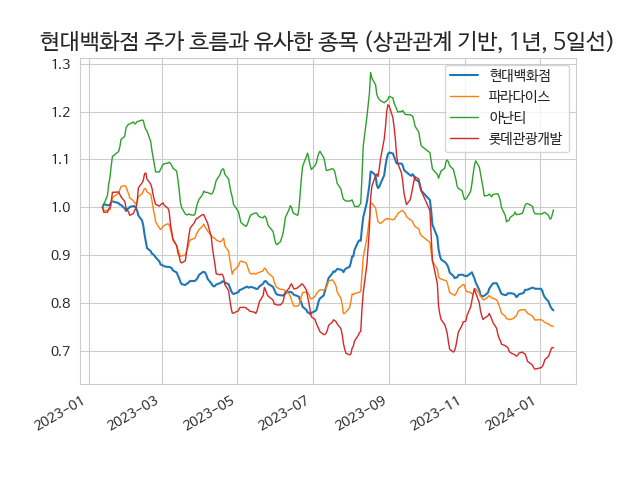 현대백화점 주가 흐름과 유사한 종목 (상관관계 기반, 1년, 5일선)
1.3
1.2
1.1
1.0
0.9
0.8
0.7
현대백화점
파라다이스
아난티
롯데관광개발
2023-01
2023-03
2023-05
2023-07
2023-09
2023-11
2024-01